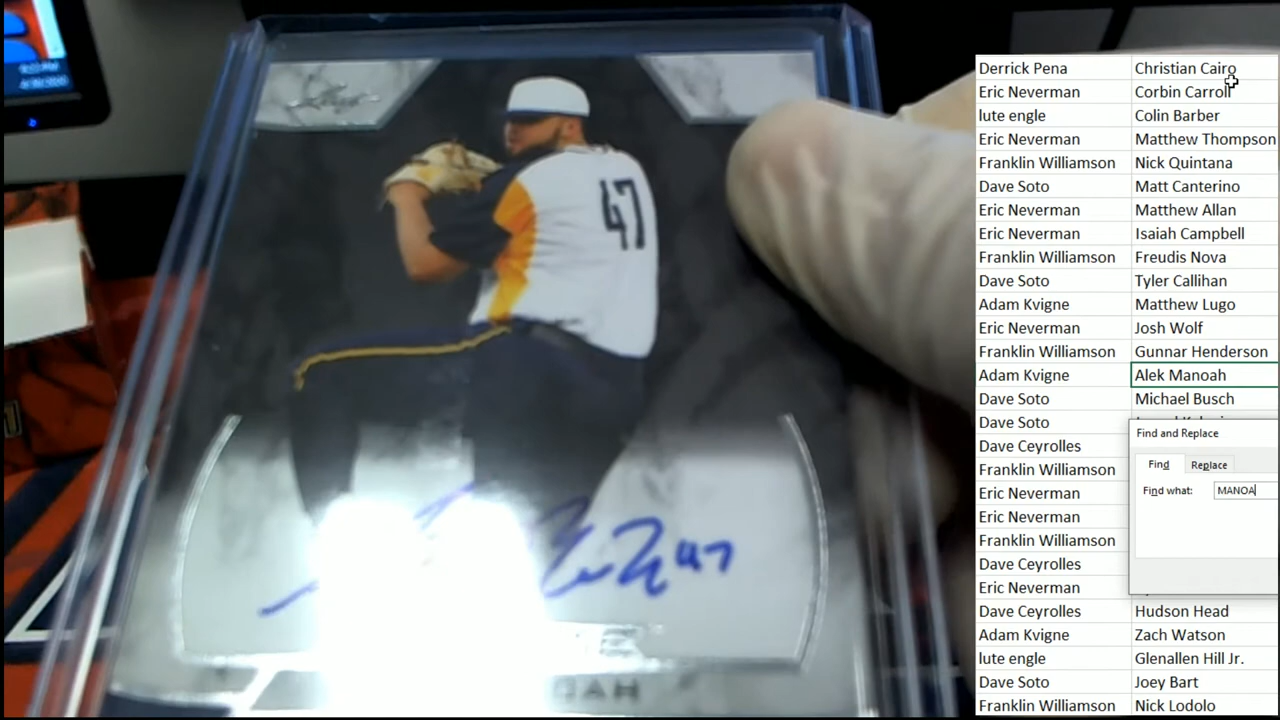 47
47
OAH
Derrick Pena Christian Cairo
Eric Neverman Corbin Carroll
lute engle Colin Barber
Eric Neverman Matthew Thompson
Franklin Williamson Nick Quintana
Dave Soto Matt Canterino
Eric Neverman Matthew Allan
Eric Neverman Isaiah Campbell
Franklin Williamson Freudis Nova
Dave Soto Tyler Callihan
Adam Kvigne Matthew Lugo
Eric Neverman Josh Wolf
Franklin Williamson Gunnar Henderson
Adam Kvigne Alek Manoah
Dave Soto Michael Busch
Dave Soto
Dave Ceyrolles
Franklin Williamson
Eric Neverman
Eric Neverman
Franklin Williamson
Dave Ceyrolles
Eric Neverman
Dave Ceyrolles Hudson Head
Adam Kvigne Zach Watson
lute engle Glenallen Hill Jr.
Dave Soto Joey Bart
Franklin Williamson Nick Lodolo
Find and Replace
Find Replace
Find what: MANOA